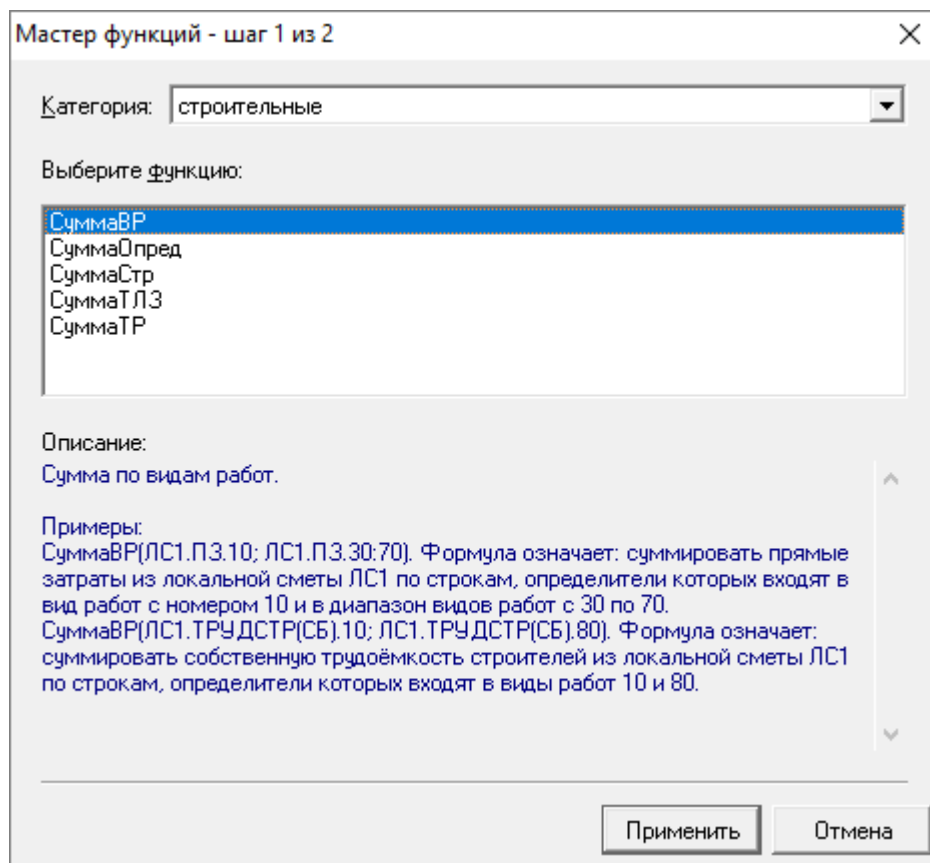 Мастер функций - шаг 1 из 2
Категория: строительные
Выберите функцию:
СуммаВР
СуммаОпред
СуммаСтр
СуммаТЛЗ
СуммаТР
Описание:
Сумма по видам работ.
Примеры:
СуммаВР(ЛС1.ПЗ.10; ЛС1.ПЗ.30:70). Формула означает: суммировать прямые
затраты из локальной сметы ЛС1 по строкам, определители которых входят в
вид работ с номером 10 и в диапазон видов работ с 30 по 70.
СуммаВР(ЛС1.ТРУДСТР(СБ).10; ЛС1.ТРУДСТР(СБ).80). Формула означает:
суммировать собственную трудоёмкость строителей из локальной сметы ЛС1
по строкам, определители которых входят в виды работ 10 и 80.
Применить
Отмена